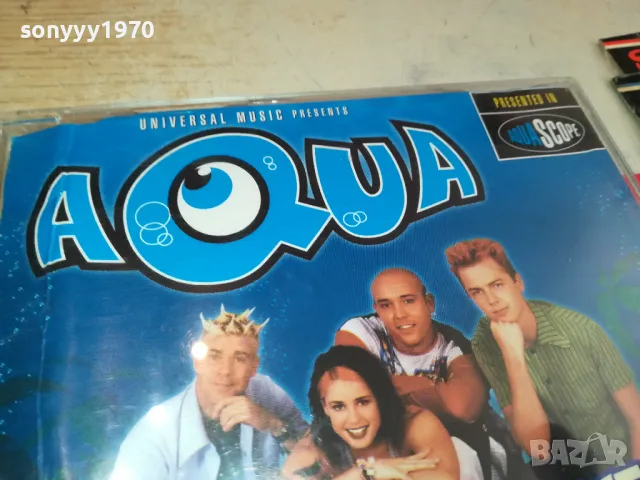 sonyyy1970
UNIVERSAL MUSIC PRESENTS
PRESENTED IN
AQUASCOPE
AQUA
BAZAR